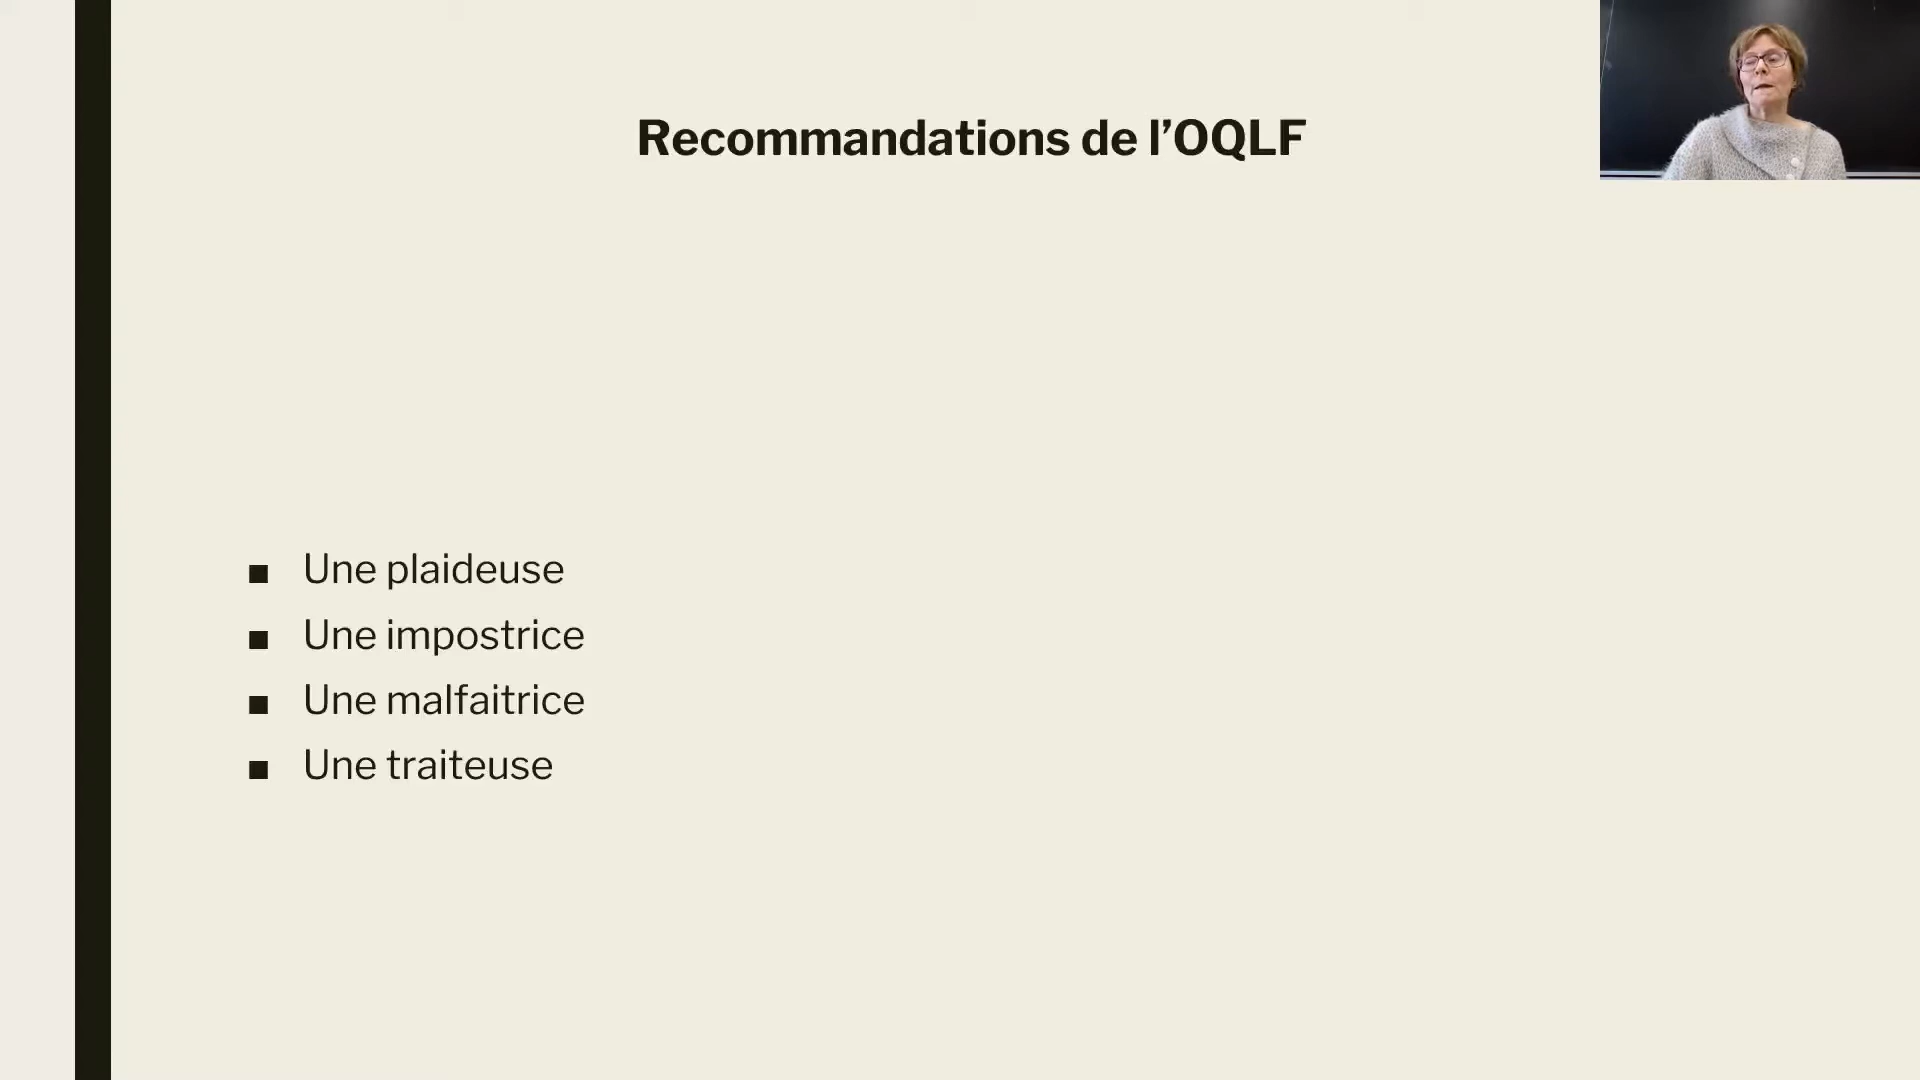 Recommandations de l’OQLF
■ Une plaideuse
■ Une impostrice
■ Une malfaitrice
■ Une traiteuse